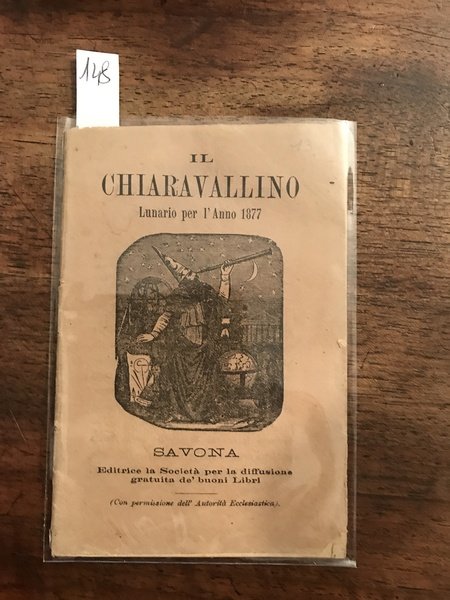 148
IL
CHIARAVALLINO
Lunario per l'Anno 1877
SAVONA
Editrice la Società per la diffusione
gratuita de' buoni Libri
(Con permissione dell' Autorità Ecclesiastica).